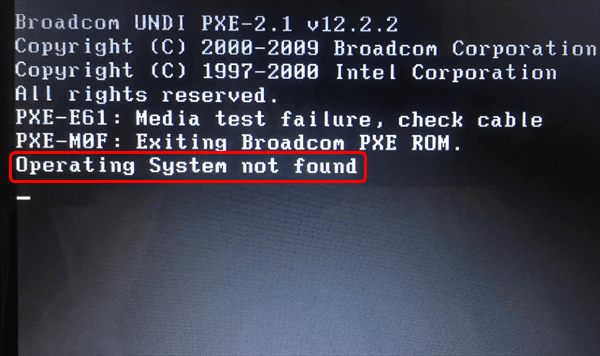 Broadcom UNDI PXE-2.1 v12.2.2
Copyright (C) 2000-2009 Broadcom Corporation
Copyright (C) 1997-2000 Intel Corporation
All rights reserved.
PXE-E61: Media test failure, check cable
PXE-M0F: Exiting Broadcom PXE ROM.
Operating System not found